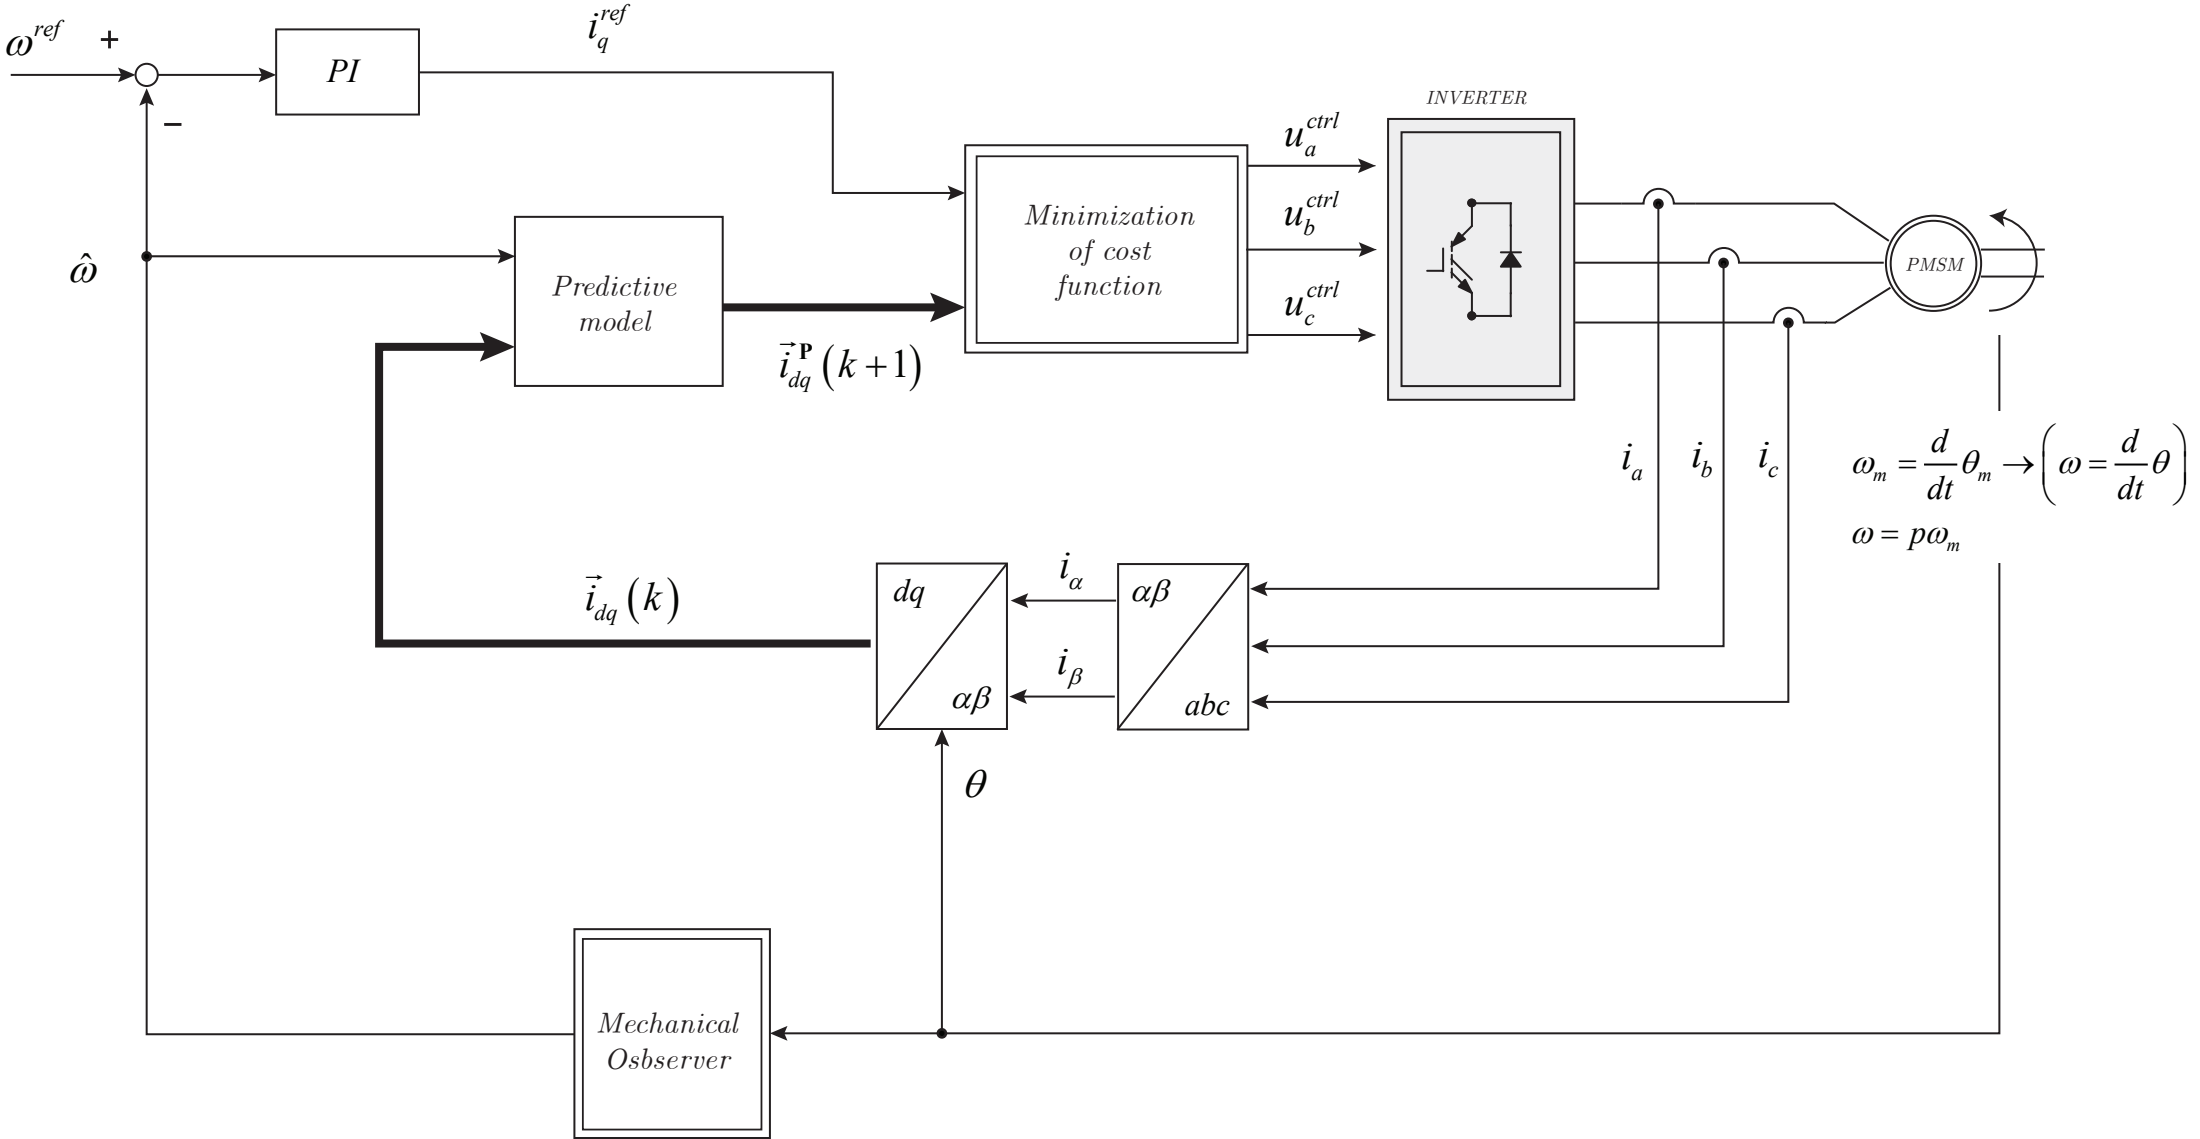 ω^ref +
−
PI
i_q^ref
INVERTER
u_a^ctrl
u_b^ctrl
u_c^ctrl
Minimization
of cost
function
PMSM
ω̂
Predictive
model
i⃗_dq^P (k+1)
i_a i_b i_c
ω_m = d/dt θ_m → ( ω = d/dt θ )
ω = pω_m
i⃗_dq (k)
dq
αβ
i_α
i_β
αβ
abc
θ
Mechanical
Osbserver